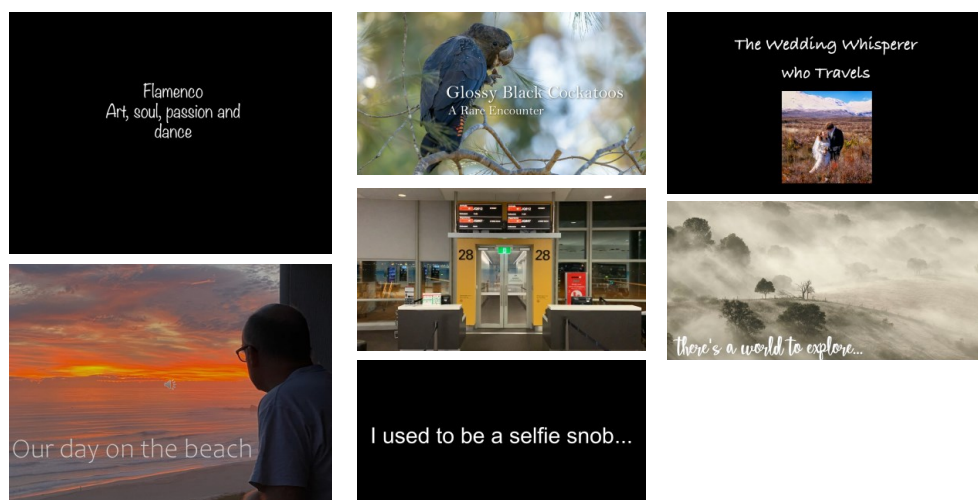 Flamenco
Art, soul, passion and
dance
Our day on the beach
Glossy Black Cockatoos
A Rare Encounter
28
28
I used to be a selfie snob...
The Wedding Whisperer
who Travels
there's a world to explore...